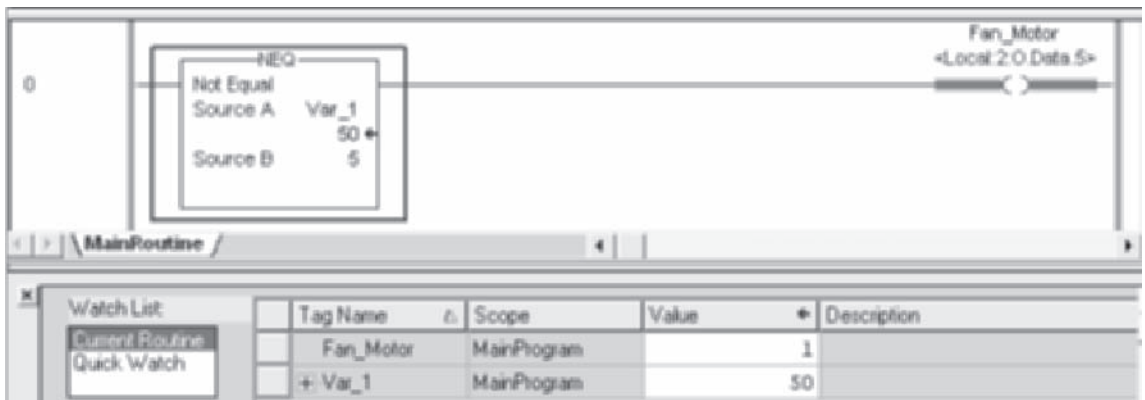 Fan_Motor
<Local:2:O.Data.5>
0
NEQ
Not Equal
Source A Var_1
50
Source B 5
MainRoutine
Watch List:
Current Routine
Quick Watch
Tag Name Scope Value Description
Fan_Motor MainProgram 1
+ Var_1 MainProgram 50